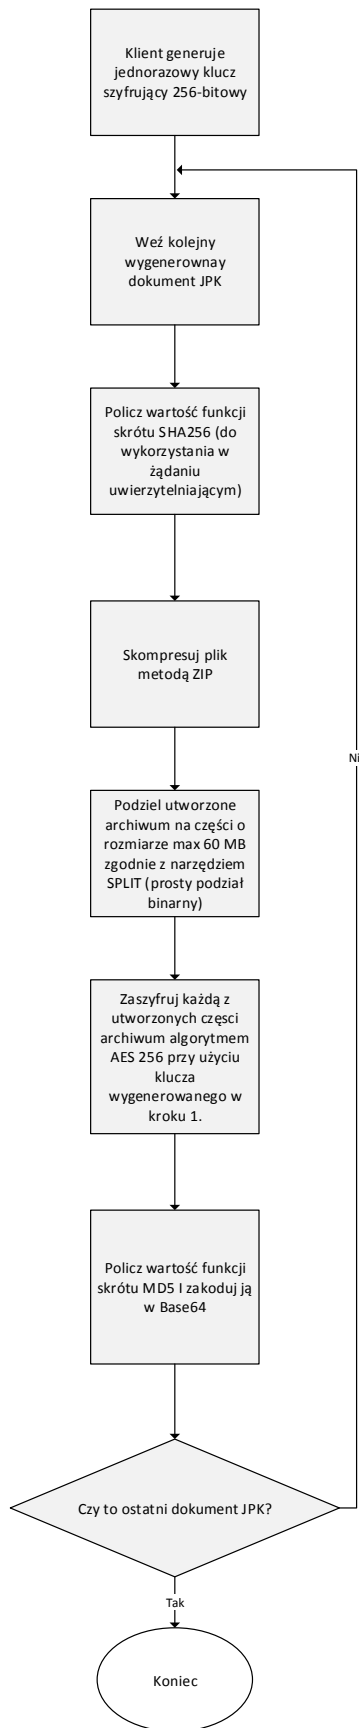 Klient generuje
jednorazowy klucz
szyfrujący 256-bitowy
Weź kolejny
wygenerownay
dokument JPK
Policz wartość funkcji
skrótu SHA256 (do
wykorzystania w
żądaniu
uwierzytelniającym)
Skompresuj plik
metodą ZIP
Ni
Podziel utworzone
archiwum na części o
rozmiarze max 60 MB
zgodnie z narzędziem
SPLIT (prosty podział
binarny)
Zaszyfruj każdą z
utworzonych częsci
archiwum algorytmem
AES 256 przy użyciu
klucza
wygenerowanego w
kroku 1.
Policz wartość funkcji
skrótu MD5 I zakoduj ją
w Base64
Czy to ostatni dokument JPK?
Tak
Koniec